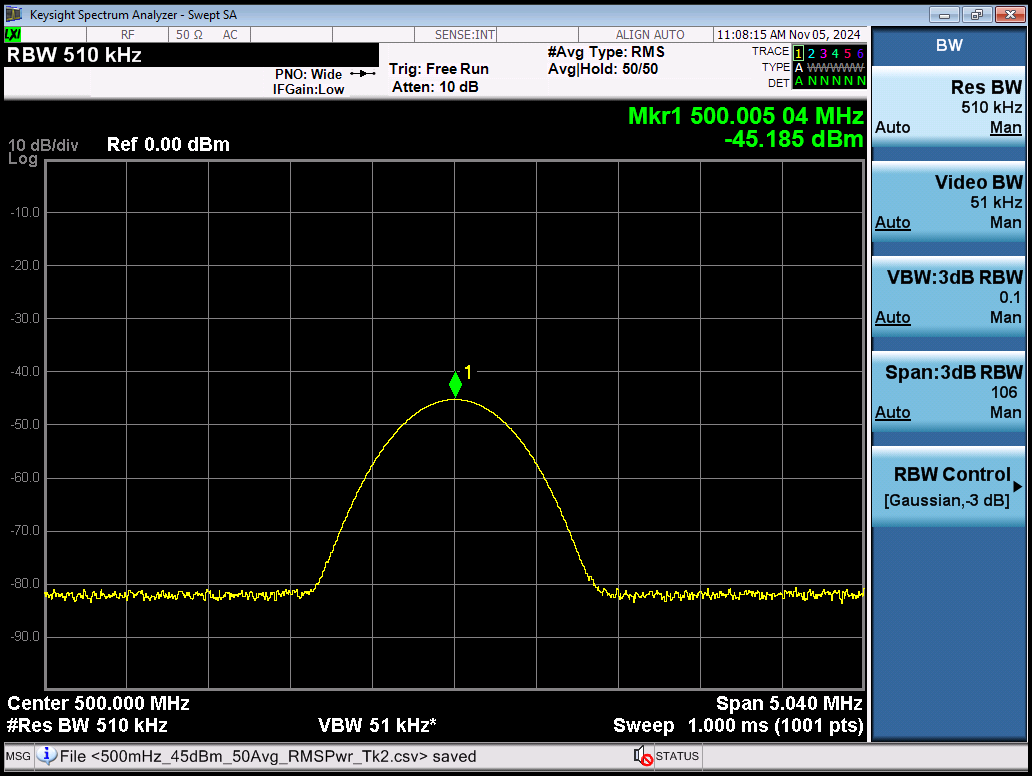 Keysight Spectrum Analyzer - Swept SA
LXI
RF
50 Ω
AC
SENSE:INT
ALIGN AUTO
11:08:15 AM Nov 05, 2024
RBW 510 kHz
PNO: Wide
IFGain:Low
Trig: Free Run
Atten: 10 dB
#Avg Type: RMS
Avg|Hold: 50/50
TRACE 1 2 3 4 5 6
TYPE A WWWWW
DET A N N N N N
Mkr1 500.005 04 MHz
-45.185 dBm
10 dB/div
Log
Ref 0.00 dBm
-10.0
-20.0
-30.0
-40.0
-50.0
-60.0
-70.0
-80.0
-90.0
1
Center 500.000 MHz
Span 5.040 MHz
#Res BW 510 kHz
VBW 51 kHz*
Sweep 1.000 ms (1001 pts)
MSG
File <500mHz_45dBm_50Avg_RMSPwr_Tk2.csv> saved
STATUS
BW
Res BW
510 kHz
Auto Man
Video BW
51 kHz
Auto Man
VBW:3dB RBW
0.1
Auto Man
Span:3dB RBW
106
Auto Man
RBW Control
[Gaussian,-3 dB]